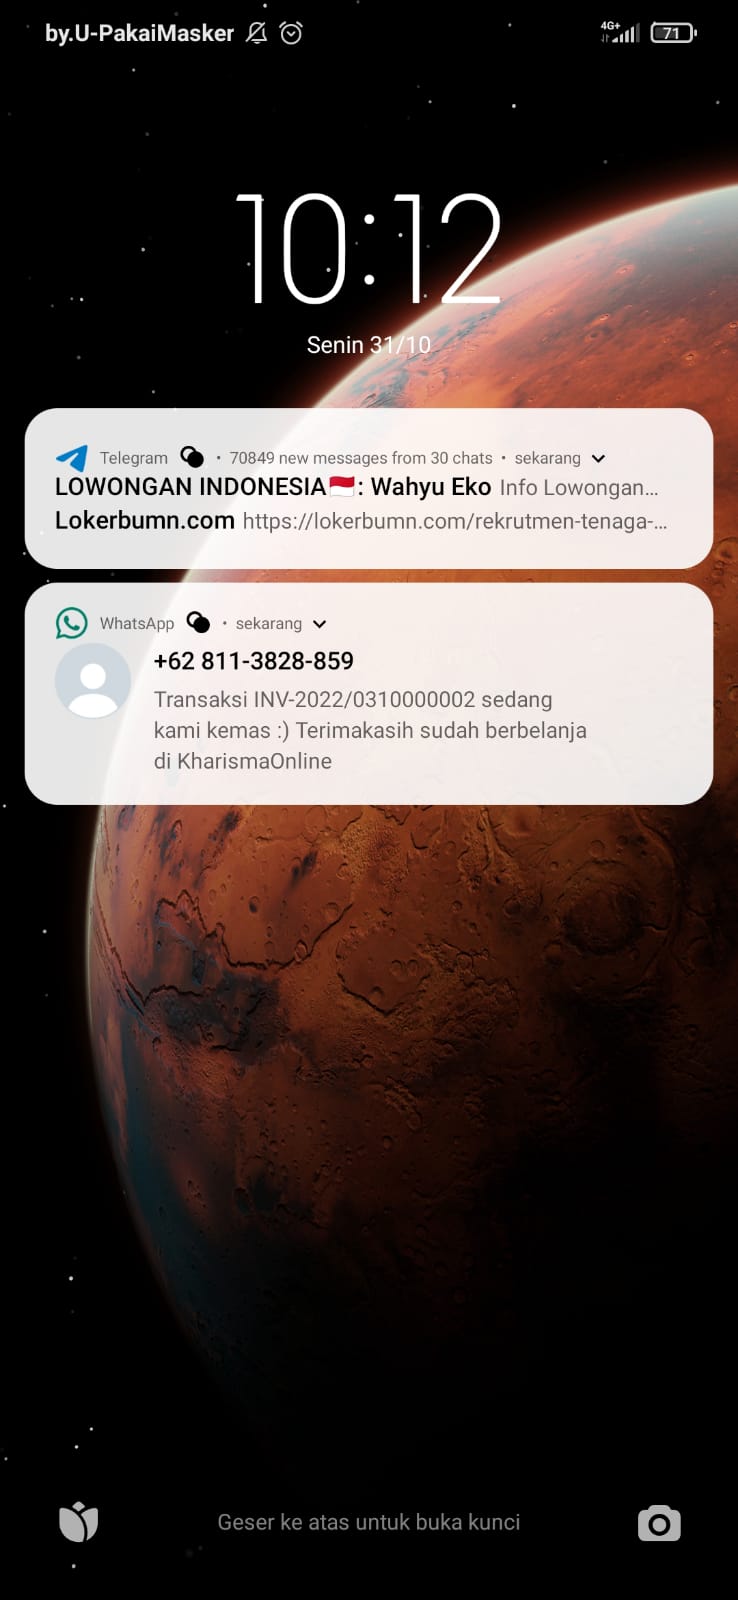 by.U-PakaiMasker 4G+ 71
10:12
Senin 31/10
Telegram • 70849 new messages from 30 chats • sekarang
LOWONGAN INDONESIA🇮🇩: Wahyu Eko Info Lowongan...
Lokerbumn.com https://lokerbumn.com/rekrutmen-tenaga-...
WhatsApp • sekarang
+62 811-3828-859
Transaksi INV-2022/0310000002 sedang
kami kemas :) Terimakasih sudah berbelanja
di KharismaOnline
Geser ke atas untuk buka kunci